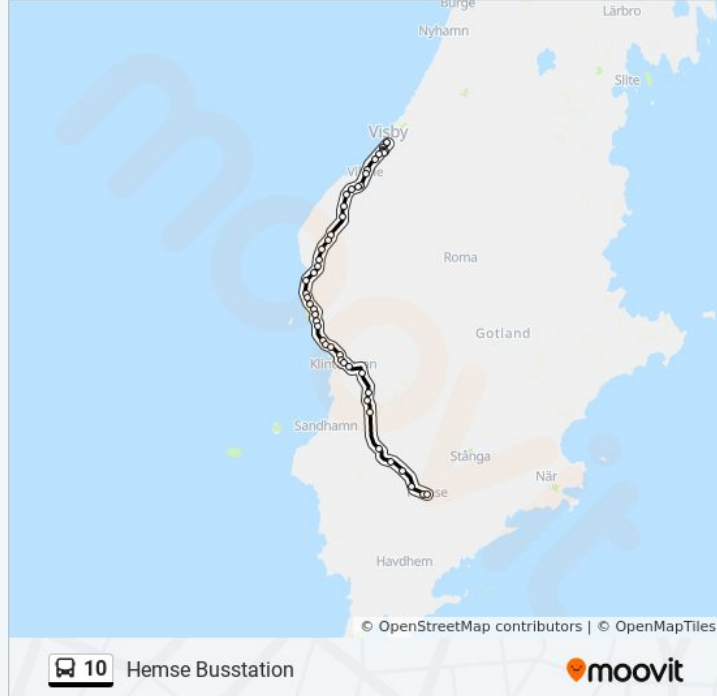 Burge
Lärbro
Nyhamn
Slite
Visby
Roma
Gotland
Sandhamn
Stånga
När
Havdhem
© OpenStreetMap contributors | © OpenMapTiles
10 Hemse Busstation
moovit